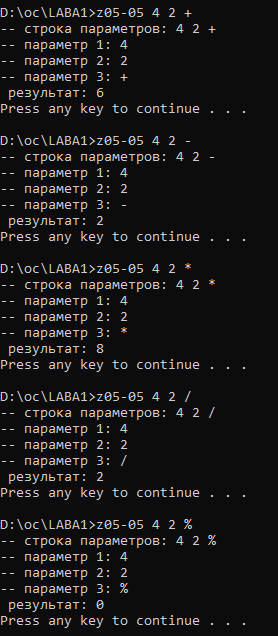 D:\oc\LABA1>z05-05 4 2 +
-- строка параметров: 4 2 +
-- параметр 1: 4
-- параметр 2: 2
-- параметр 3: +
результат: 6
Press any key to continue . . .
D:\oc\LABA1>z05-05 4 2 -
-- строка параметров: 4 2 -
-- параметр 1: 4
-- параметр 2: 2
-- параметр 3: -
результат: 2
Press any key to continue . . .
D:\oc\LABA1>z05-05 4 2 *
-- строка параметров: 4 2 *
-- параметр 1: 4
-- параметр 2: 2
-- параметр 3: *
результат: 8
Press any key to continue . . .
D:\oc\LABA1>z05-05 4 2 /
-- строка параметров: 4 2 /
-- параметр 1: 4
-- параметр 2: 2
-- параметр 3: /
результат: 2
Press any key to continue . . .
D:\oc\LABA1>z05-05 4 2 %
-- строка параметров: 4 2 %
-- параметр 1: 4
-- параметр 2: 2
-- параметр 3: %
результат: 0
Press any key to continue . . .